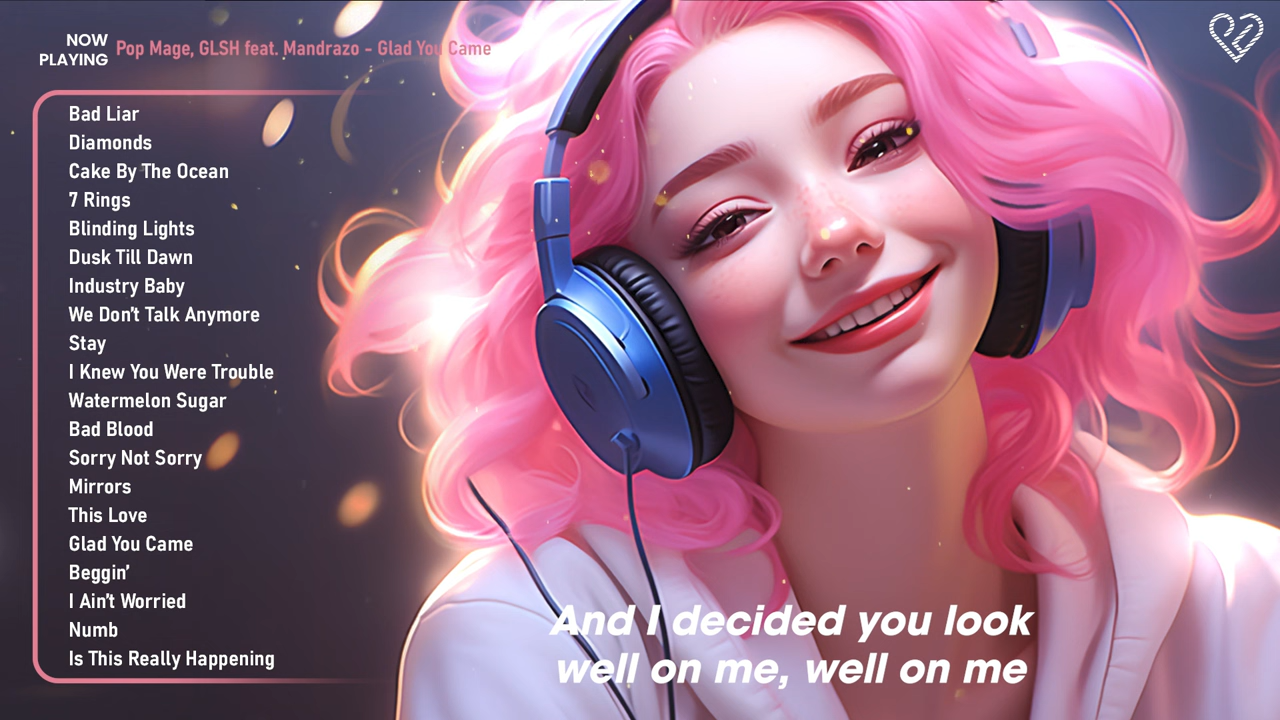 NOW
PLAYING
Pop Mage, GLSH feat. Mandrazo - Glad You Came
Bad Liar
Diamonds
Cake By The Ocean
7 Rings
Blinding Lights
Dusk Till Dawn
Industry Baby
We Don't Talk Anymore
Stay
I Knew You Were Trouble
Watermelon Sugar
Bad Blood
Sorry Not Sorry
Mirrors
This Love
Glad You Came
Beggin'
I Ain't Worried
Numb
Is This Really Happening
And I decided you look
well on me, well on me